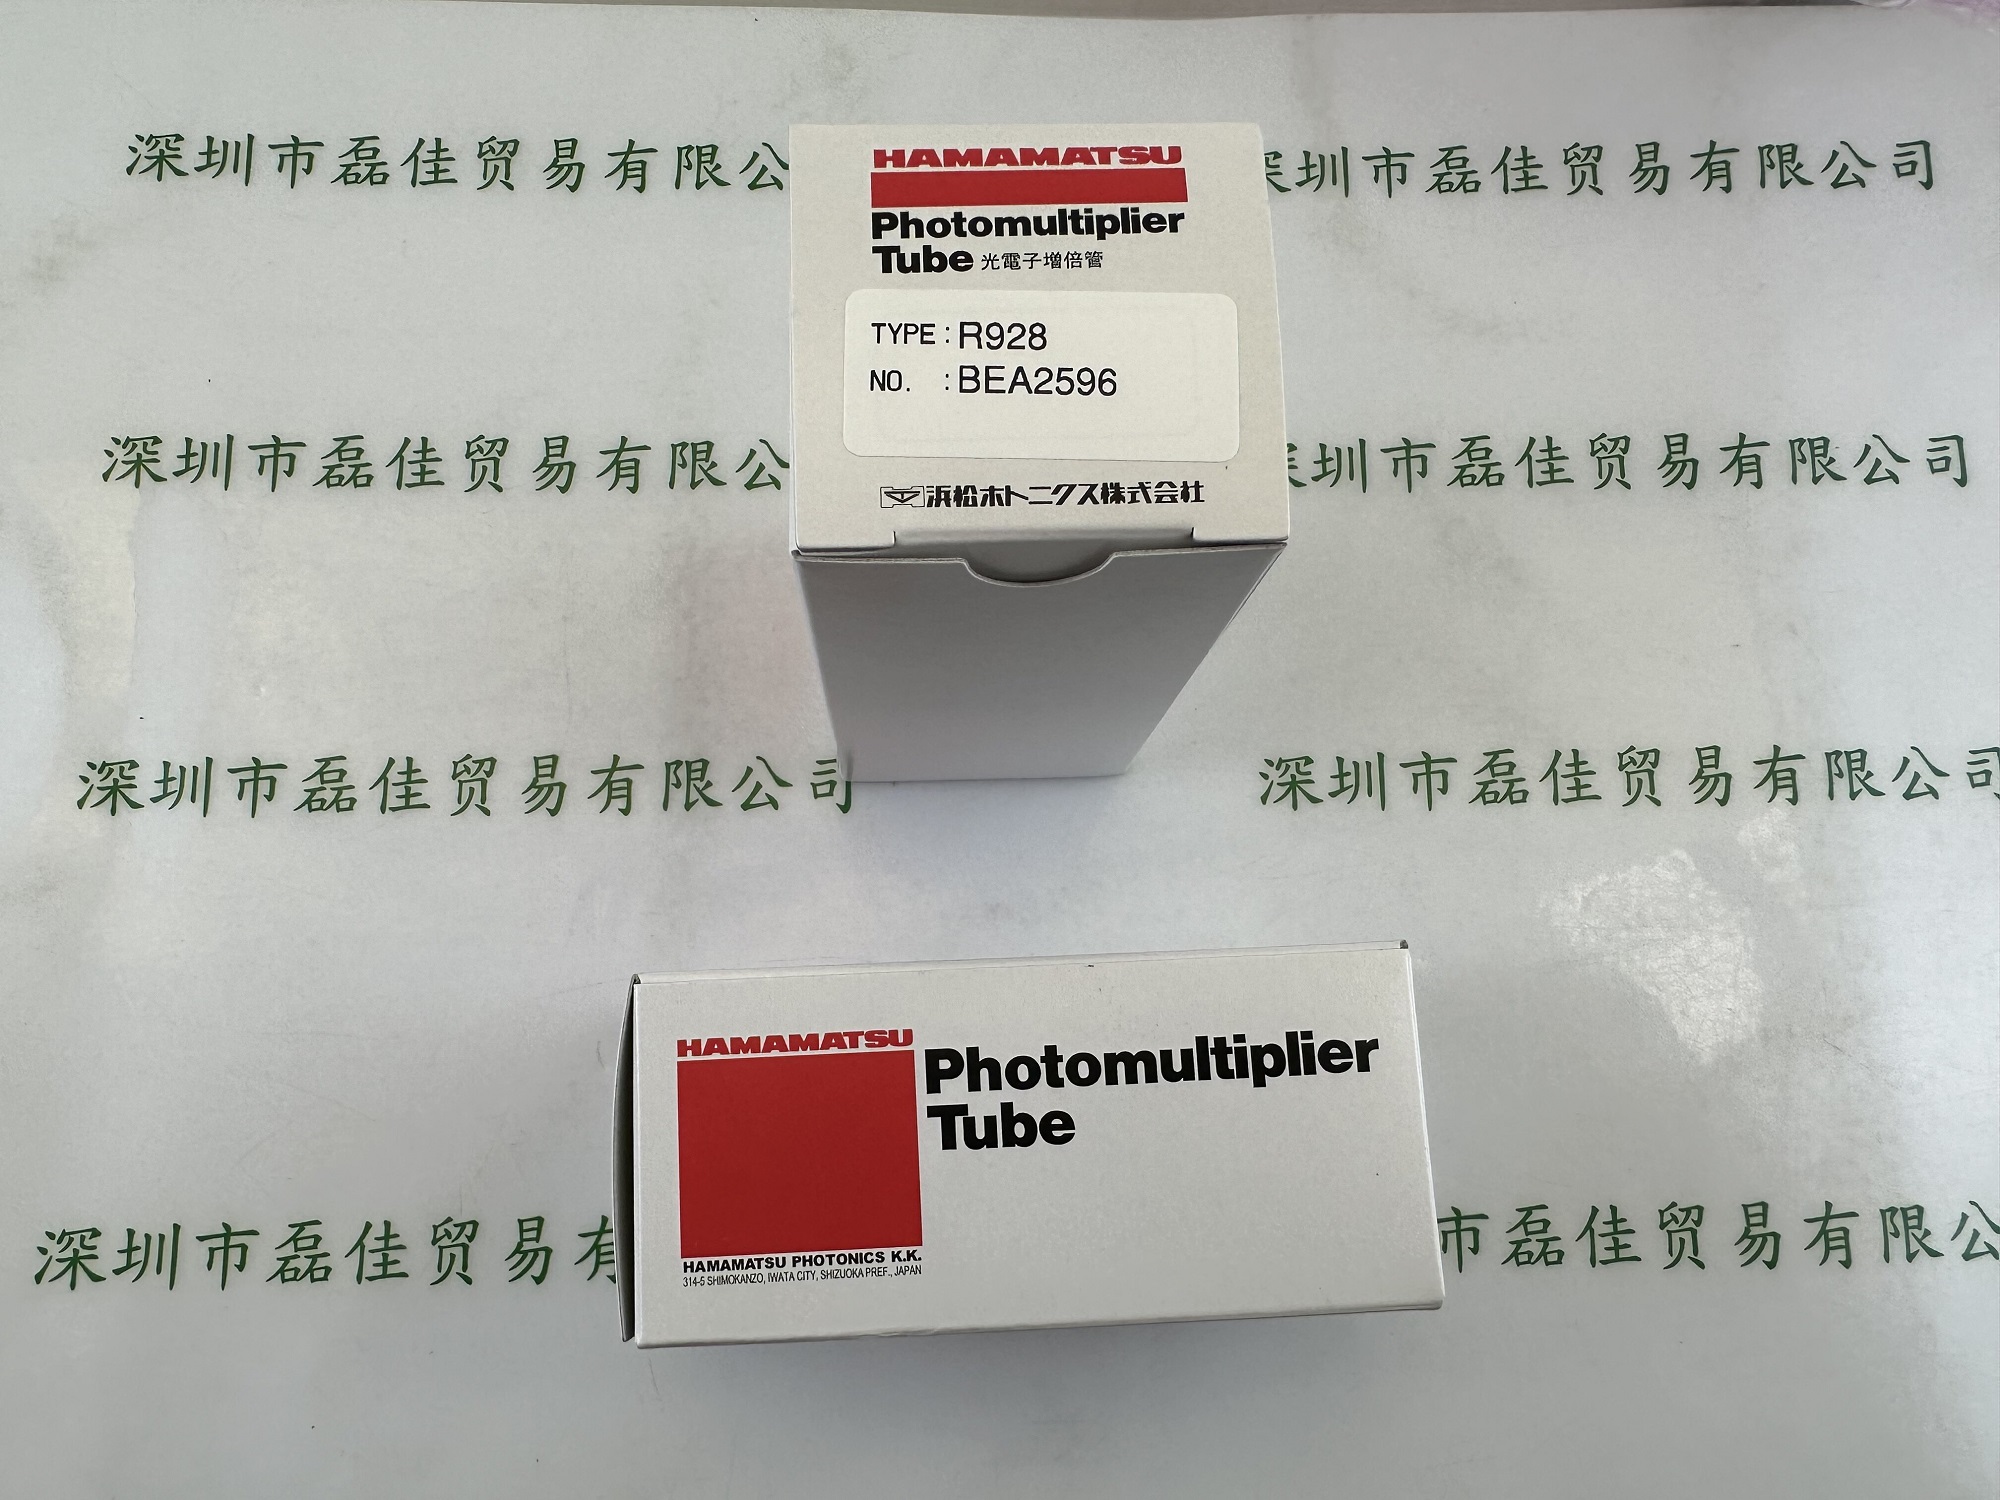 深圳市磊佳贸易有限公
圳市磊佳贸易有限公司
HAMAMATSU
Photomultiplier
Tube 光電子増倍管
TYPE : R928
NO. : BEA2596
浜松ホトニクス株式会社
深圳市磊佳贸易有限公
圳市磊佳贸易有限公司
深圳市磊佳贸易有限公司
深圳市磊佳贸易有限公司
HAMAMATSU
Photomultiplier
Tube
HAMAMATSU PHOTONICS K.K.
314-5 SHIMOKANZO, IWATA CITY, SHIZUOKA PREF., JAPAN
深圳市磊佳贸易有
市磊佳贸易有限公